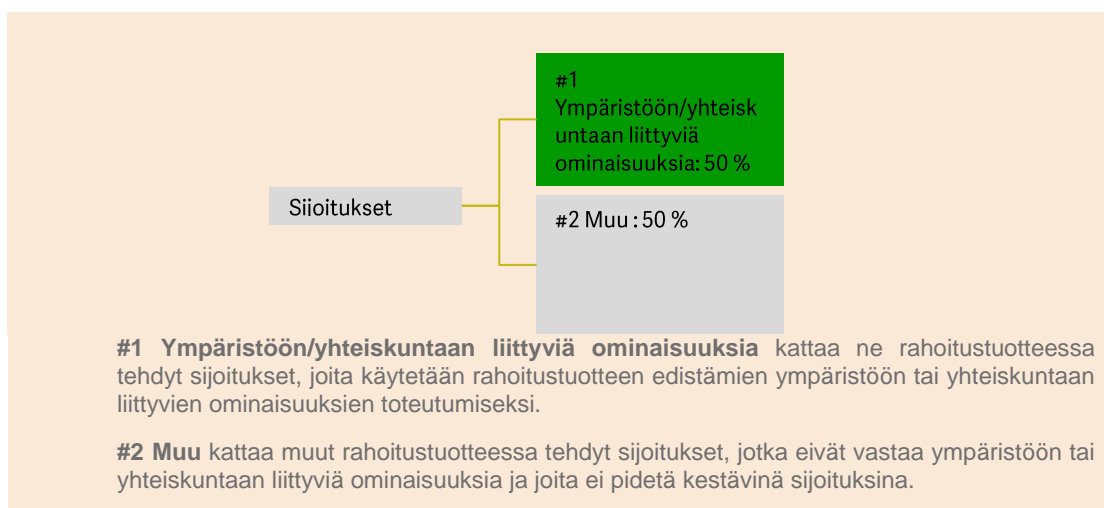 #1
Ympäristöön/yhteisk
untaan liittyviä
ominaisuuksia: 50 %
Sijoitukset
#2 Muu : 50 %
#1 Ympäristöön/yhteiskuntaan liittyviä ominaisuuksia kattaa ne rahoitustuotteessa
tehdyt sijoitukset, joita käytetään rahoitustuotteen edistämien ympäristöön tai yhteiskuntaan
liittyvien ominaisuuksien toteutumiseksi.
#2 Muu kattaa muut rahoitustuotteessa tehdyt sijoitukset, jotka eivät vastaa ympäristöön tai
yhteiskuntaan liittyviä ominaisuuksia ja joita ei pidetä kestävinä sijoituksina.